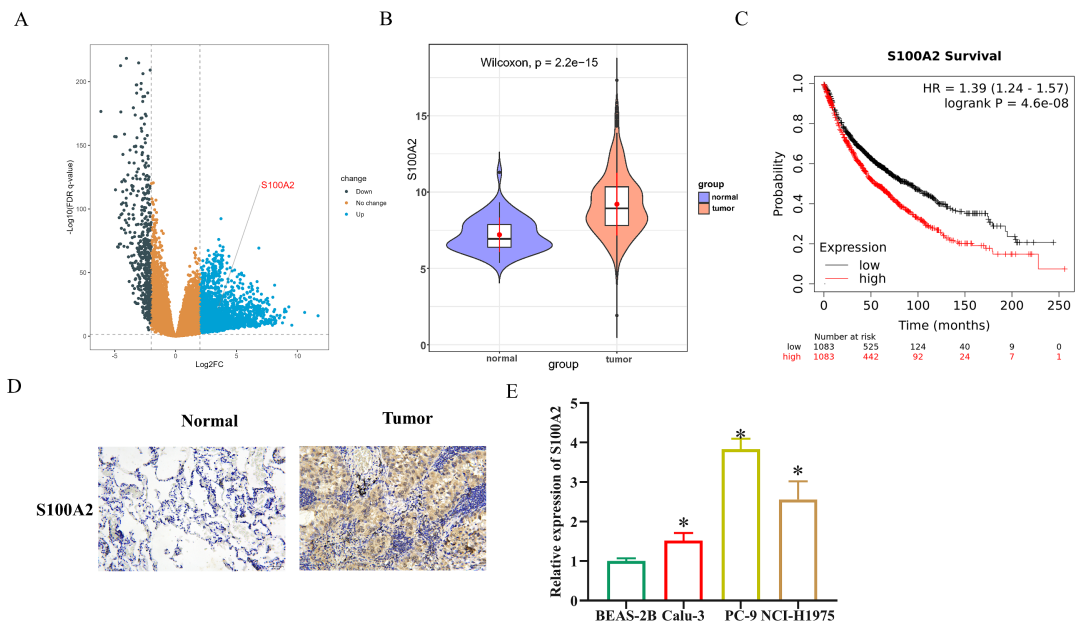 A
-Log10(FDR q-value)
200
150
100
50
0
S100A2
-5
0
5
10
Log2FC
change
Down
No change
Up
B
Wilcoxon, p = 2.2e−15
S100A2
15
10
5
0
normal
tumor
group
group
normal
tumor
C
S100A2 Survival
HR = 1.39 (1.24 - 1.57)
logrank P = 4.6e-08
Probability
1.0
0.8
0.6
0.4
0.2
0.0
Expression
low
high
0 50 100 150 200 250
Time (months)
Number at risk
low 1083 525 124 40 9 0
high 1083 442 92 24 7 1
D
Normal
Tumor
S100A2
E
Relative expression of S100A2
5
4
3
2
1
0
*
*
*
BEAS-2B Calu-3 PC-9 NCI-H1975